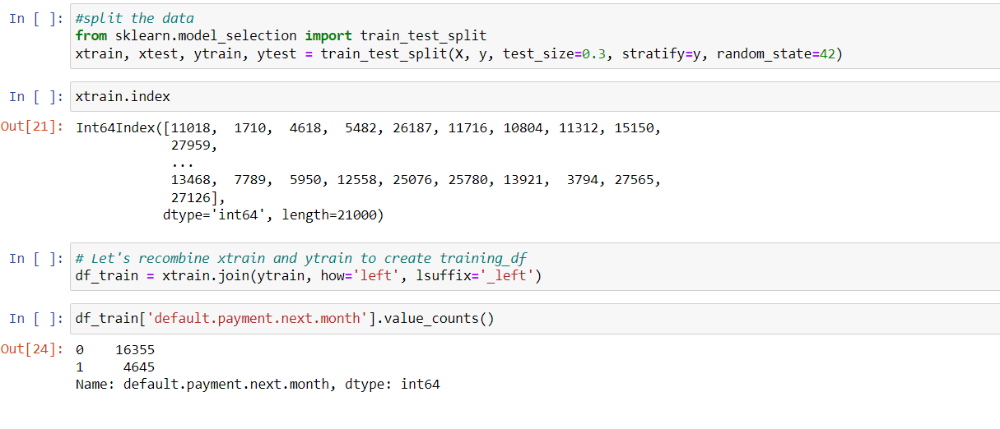 In [ ]: #split the data
from sklearn.model_selection import train_test_split
xtrain, xtest, ytrain, ytest = train_test_split(X, y, test_size=0.3, stratify=y, random_state=42)
In [ ]: xtrain.index
Out[21]: Int64Index([11018,  1710,  4618,  5482, 26187, 11716, 10804, 11312, 15150,
27959,
...
13468,  7789,  5950, 12558, 25076, 25780, 13921,  3794, 27565,
27126],
dtype='int64', length=21000)
In [ ]: # Let's recombine xtrain and ytrain to create training_df
df_train = xtrain.join(ytrain, how='left', lsuffix='_left')
In [ ]: df_train['default.payment.next.month'].value_counts()
Out[24]: 0    16355
1     4645
Name: default.payment.next.month, dtype: int64